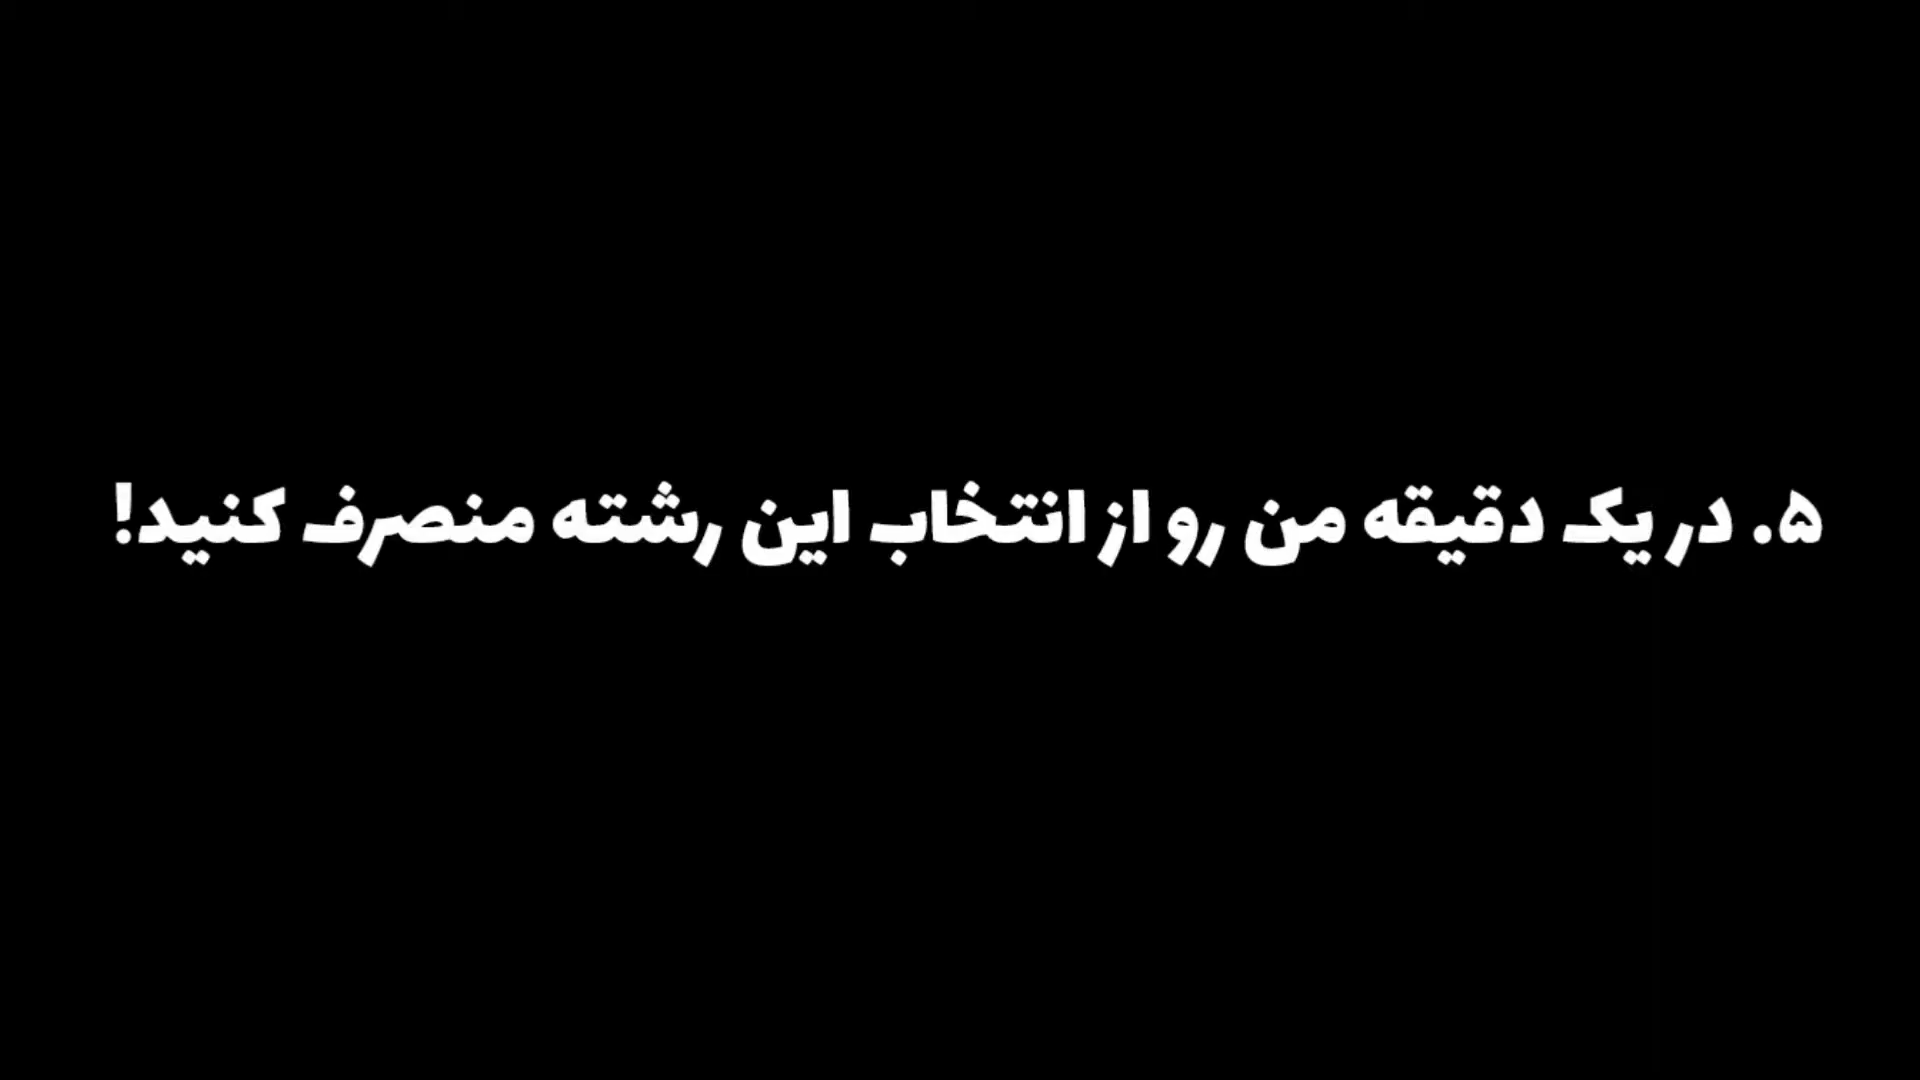 ۵. در یک دقیقه من رو از انتخاب این رشته منصرف کنید!